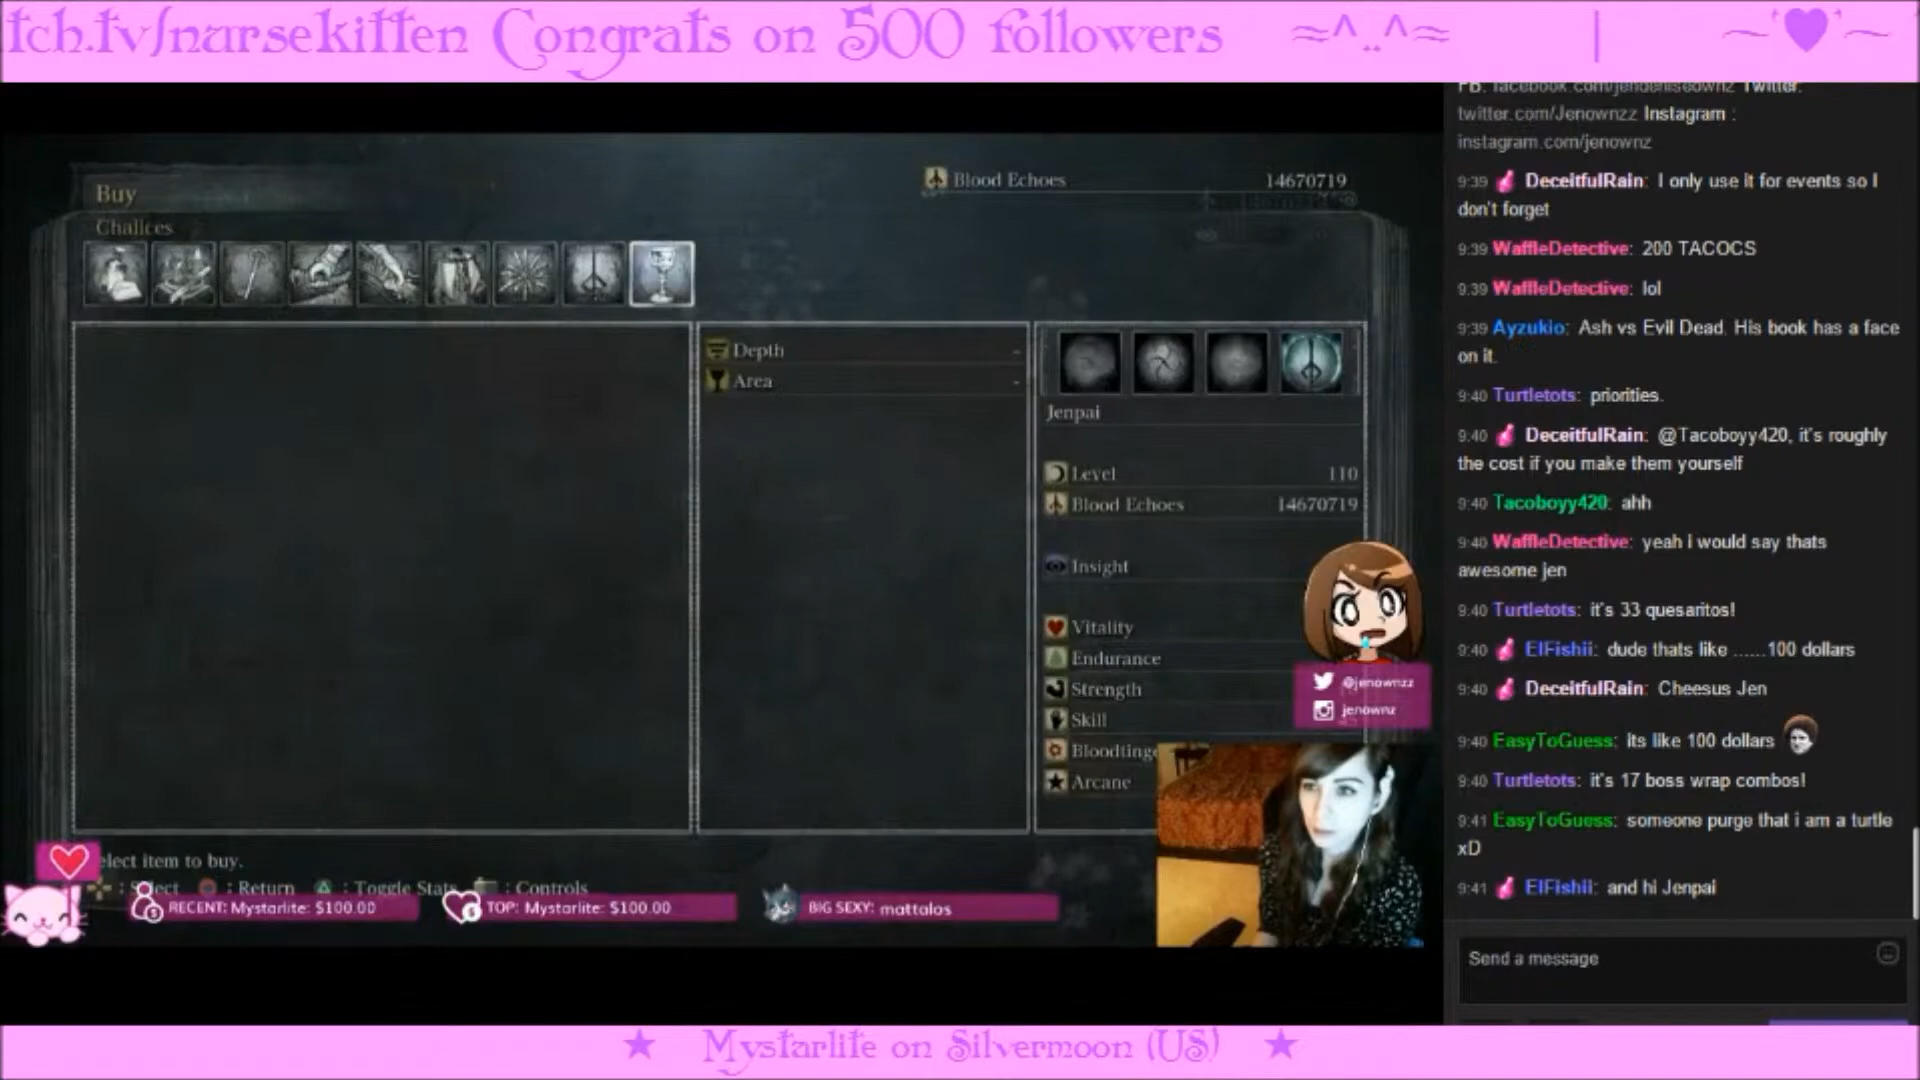 tch.tv/nursekitten Congrats on 500 followers ≈^..^≈ | ~♥~
Buy
Blood Echoes 14670719
Chalices
Depth -
Area -
Jenpai
Level 110
Blood Echoes 14670719
Insight
Vitality
Endurance
Strength
Skill
Bloodtinge
Arcane
@jenownzz
jenownz
elect item to buy.
: Select : Return : Toggle Stats : Controls
RECENT: Mystarlite: $100.00
TOP: Mystarlite: $100.00
BIG SEXY: mattalos
FB: facebook.com/jendeniseownz Twitter:
twitter.com/Jenownzz Instagram :
instagram.com/jenownz
9:39 DeceitfulRain: I only use it for events so I
don't forget
9:39 WaffleDetective: 200 TACOCS
9:39 WaffleDetective: lol
9:39 Ayzukio: Ash vs Evil Dead. His book has a face
on it.
9:40 Turtletots: priorities.
9:40 DeceitfulRain: @Tacoboyy420, it's roughly
the cost if you make them yourself
9:40 Tacoboyy420: ahh
9:40 WaffleDetective: yeah i would say thats
awesome jen
9:40 Turtletots: it's 33 quesaritos!
9:40 ElFishii: dude thats like ......100 dollars
9:40 DeceitfulRain: Cheesus Jen
9:40 EasyToGuess: its like 100 dollars
9:40 Turtletots: it's 17 boss wrap combos!
9:41 EasyToGuess: someone purge that i am a turtle
xD
9:41 ElFishii: and hi Jenpai
Send a message
★ Mystarlite on Silvermoon (US) ★